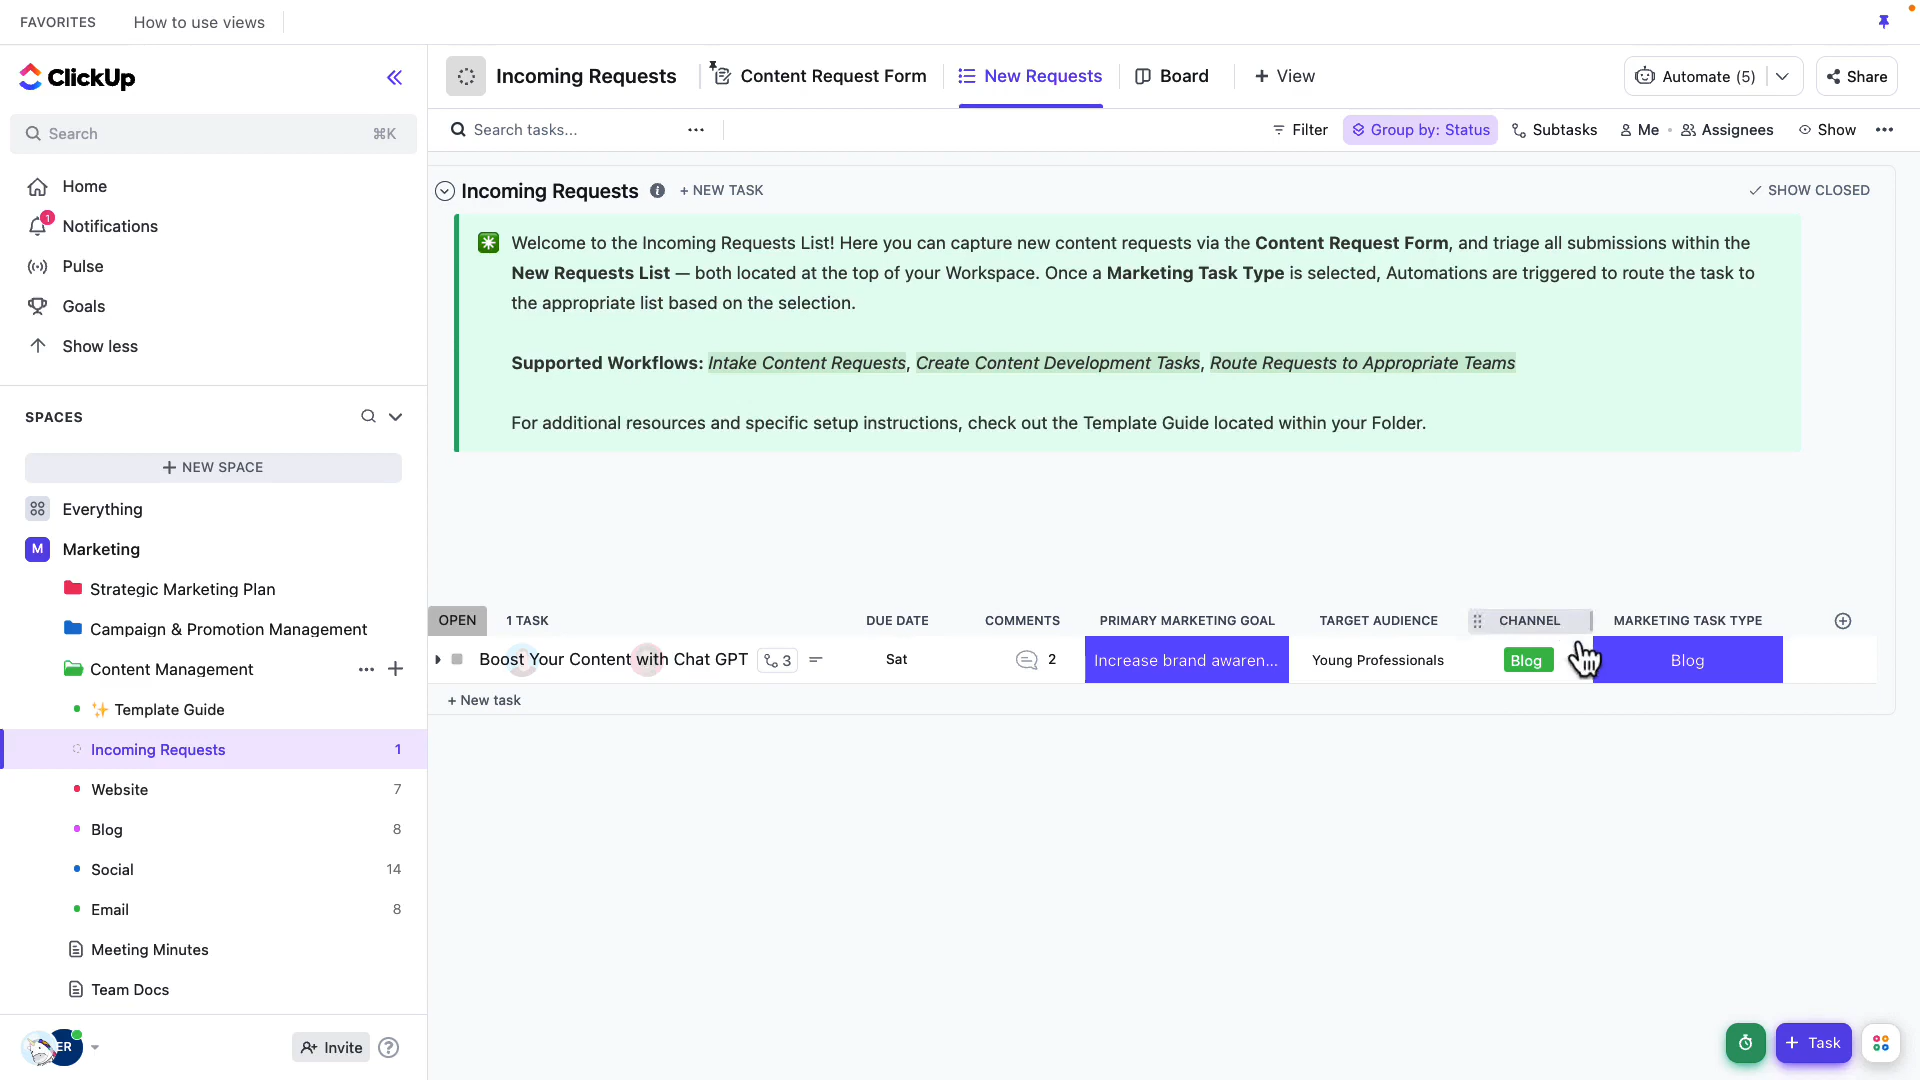 FAVORITES
How to use views
ClickUp
Search
⌘K
Home
1
Notifications
Pulse
Goals
Show less
SPACES
+ NEW SPACE
Everything
M Marketing
Strategic Marketing Plan
Campaign & Promotion Management
Content Management
✨ Template Guide
Incoming Requests 1
Website 7
Blog 8
Social 14
Email 8
Meeting Minutes
Team Docs
ER
Invite
?
Incoming Requests
Content Request Form
New Requests
Board
+ View
Automate (5)
Share
Search tasks...
Filter
Group by: Status
Subtasks
Me
Assignees
Show
Incoming Requests
+ NEW TASK
SHOW CLOSED
✳️ Welcome to the Incoming Requests List! Here you can capture new content requests via the Content Request Form, and triage all submissions within the
New Requests List — both located at the top of your Workspace. Once a Marketing Task Type is selected, Automations are triggered to route the task to
the appropriate list based on the selection.
Supported Workflows: Intake Content Requests, Create Content Development Tasks, Route Requests to Appropriate Teams
For additional resources and specific setup instructions, check out the Template Guide located within your Folder.
OPEN 1 TASK DUE DATE COMMENTS PRIMARY MARKETING GOAL TARGET AUDIENCE CHANNEL MARKETING TASK TYPE
Boost Your Content with Chat GPT 3 Sat 2 Increase brand awaren... Young Professionals Blog Blog
+ New task
+ Task